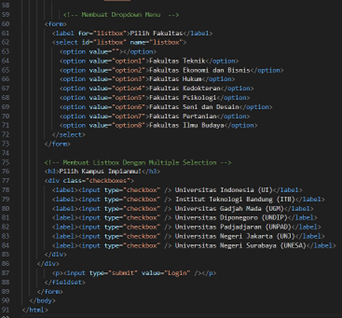 58
59 <!-- Membuat Dropdown Menu -->
60 <form>
61 <label for="listbox">Pilih Fakultas</label>
62 <select id="listbox" name="listbox">
63 <option value=""></option>
64 <option value="option1">Fakultas Teknik</option>
65 <option value="option2">Fakultas Ekonomi dan Bisnis</option>
66 <option value="option3">Fakultas Hukum</option>
67 <option value="option4">Fakultas Kedokteran</option>
68 <option value="option5">Fakultas Psikologi</option>
69 <option value="option6">Fakultas Seni dan Desain</option>
70 <option value="option7">Fakultas Pertanian</option>
71 <option value="option8">Fakultas Ilmu Budaya</option>
72 </select>
73 </form>
74
75 <!-- Membuat Listbox Dengan Multiple Selection -->
76 <h3>Pilih Kampus Impianmu!</h3>
77 <div class="checkboxes">
78 <label><input type="checkbox" /> Universitas Indonesia (UI)</label>
79 <label><input type="checkbox" /> Institut Teknologi Bandung (ITB)</label>
80 <label><input type="checkbox" /> Universitas Gadjah Mada (UGM)</label>
81 <label><input type="checkbox" /> Universitas Diponegoro (UNDIP)</label>
82 <label><input type="checkbox" /> Universitas Padjadjaran (UNPAD)</label>
83 <label><input type="checkbox" /> Universitas Negeri Jakarta (UNJ)</label>
84 <label><input type="checkbox" /> Universitas Negeri Surabaya (UNESA)</label>
85 </div>
86 </div>
87 <p><input type="submit" value="Login" /></p>
88 </fieldset>
89 </form>
90 </body>
91 </html>